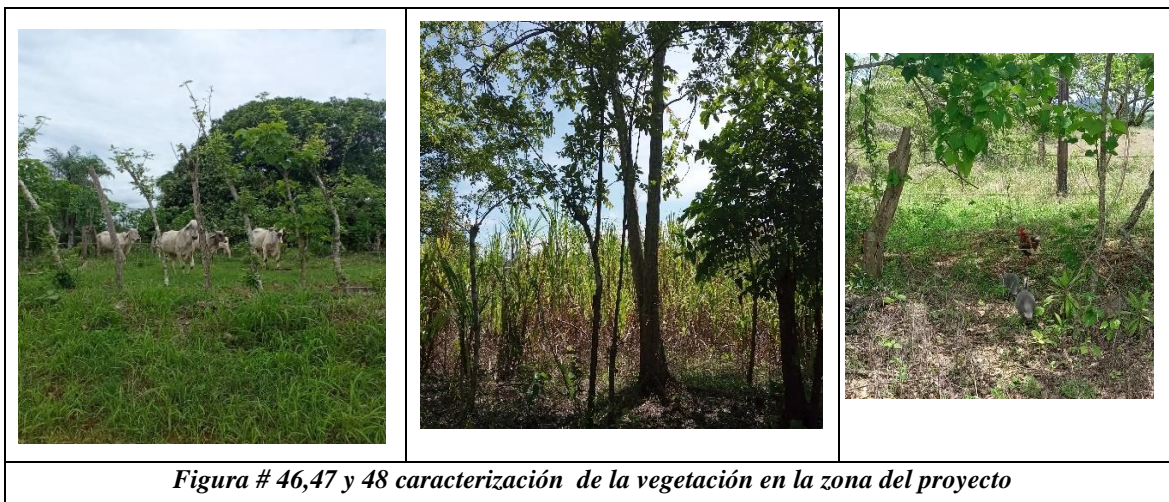 Figura # 46,47 y 48 caracterización de la vegetación en la zona del proyecto